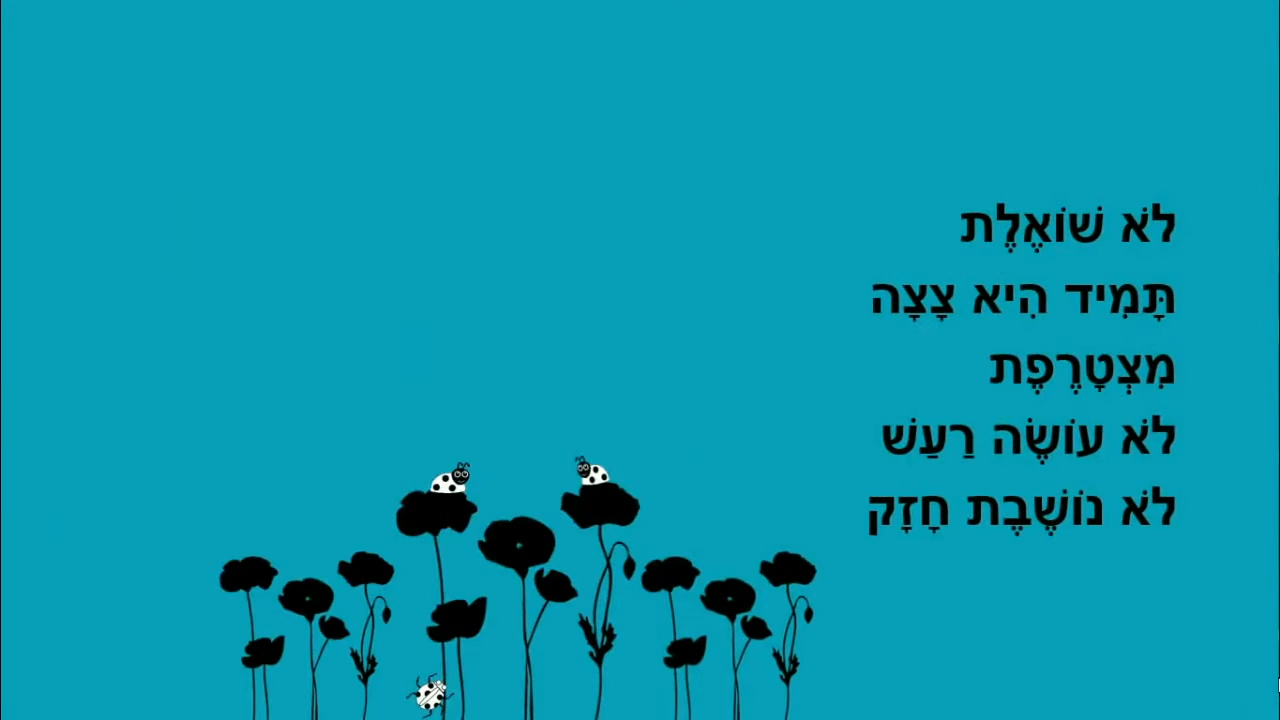 לֹא שׁוֹאֶלֶת
תָּמִיד הִיא צָצָה
מִצְטָרֶפֶת
לֹא עוֹשֶׂה רַעַשׁ
לֹא נוֹשֶׁבֶת חָזָק